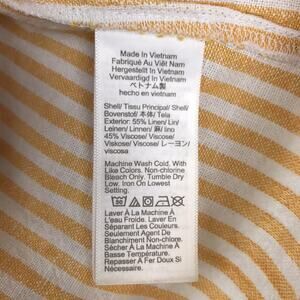 Made In Vietnam
Fabriqué Au Việt Nam
Hergestellt In Vietnam
Vervaardigd In Vietnam
ベトナム製
hecho en vietnam
Shell/Tissu Principal/ Shell/
Bovenstof/ 本体/ Tela
Exterior: 55% Linen/Lin/
Leinen/ Linnen/ 麻/ lino
45% Viscose/ Viscose/
Viskose/ Viscose/ レーヨン/
viscosa
Machine Wash Cold, With
Like Colors. Non-chlorine
Bleach Only. Tumble Dry
Low. Iron On Lowest
Setting.
Laver À La Machine À
L'eau Froide. Laver En
Séparant Les Couleurs.
Seulement Agent De
Blanchiment Non-chlore.
Sécher À La Machine À
Basse Température.
Repasser À Fer Doux Si
Nécessaire.